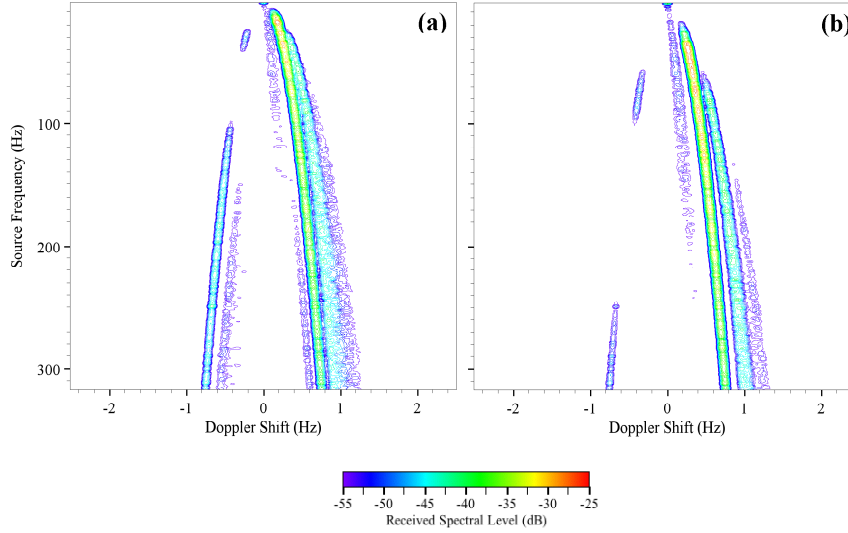 (a)
(b)
Source Frequency (Hz)
100
200
300
-2 -1 0 1 2
-2 -1 0 1 2
Doppler Shift (Hz)
Doppler Shift (Hz)
-55 -50 -45 -40 -35 -30 -25
Received Spectral Level (dB)